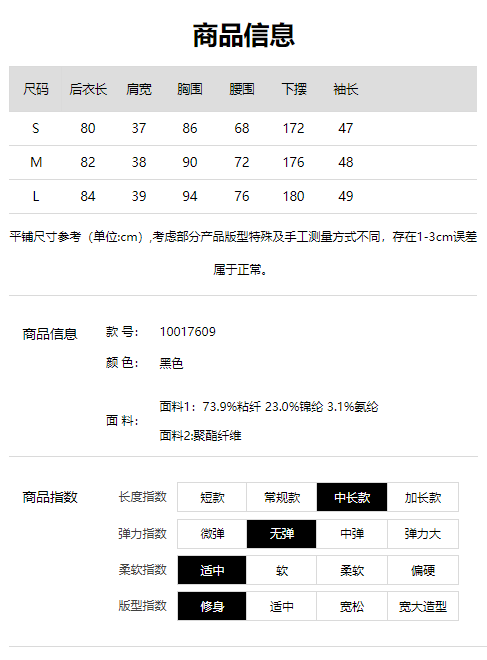 商品信息
尺码 后衣长 肩宽 胸围 腰围 下摆 袖长
S 80 37 86 68 172 47
M 82 38 90 72 176 48
L 84 39 94 76 180 49
平铺尺寸参考（单位:cm）,考虑部分产品版型特殊及手工测量方式不同，存在1-3cm误差
属于正常。
商品信息 款 号： 10017609
颜 色： 黑色
面 料： 面料1：73.9%粘纤 23.0%锦纶 3.1%氨纶
面料2:聚酯纤维
商品指数 长度指数 短款 常规款 中长款 加长款
弹力指数 微弹 无弹 中弹 弹力大
柔软指数 适中 软 柔软 偏硬
版型指数 修身 适中 宽松 宽大造型